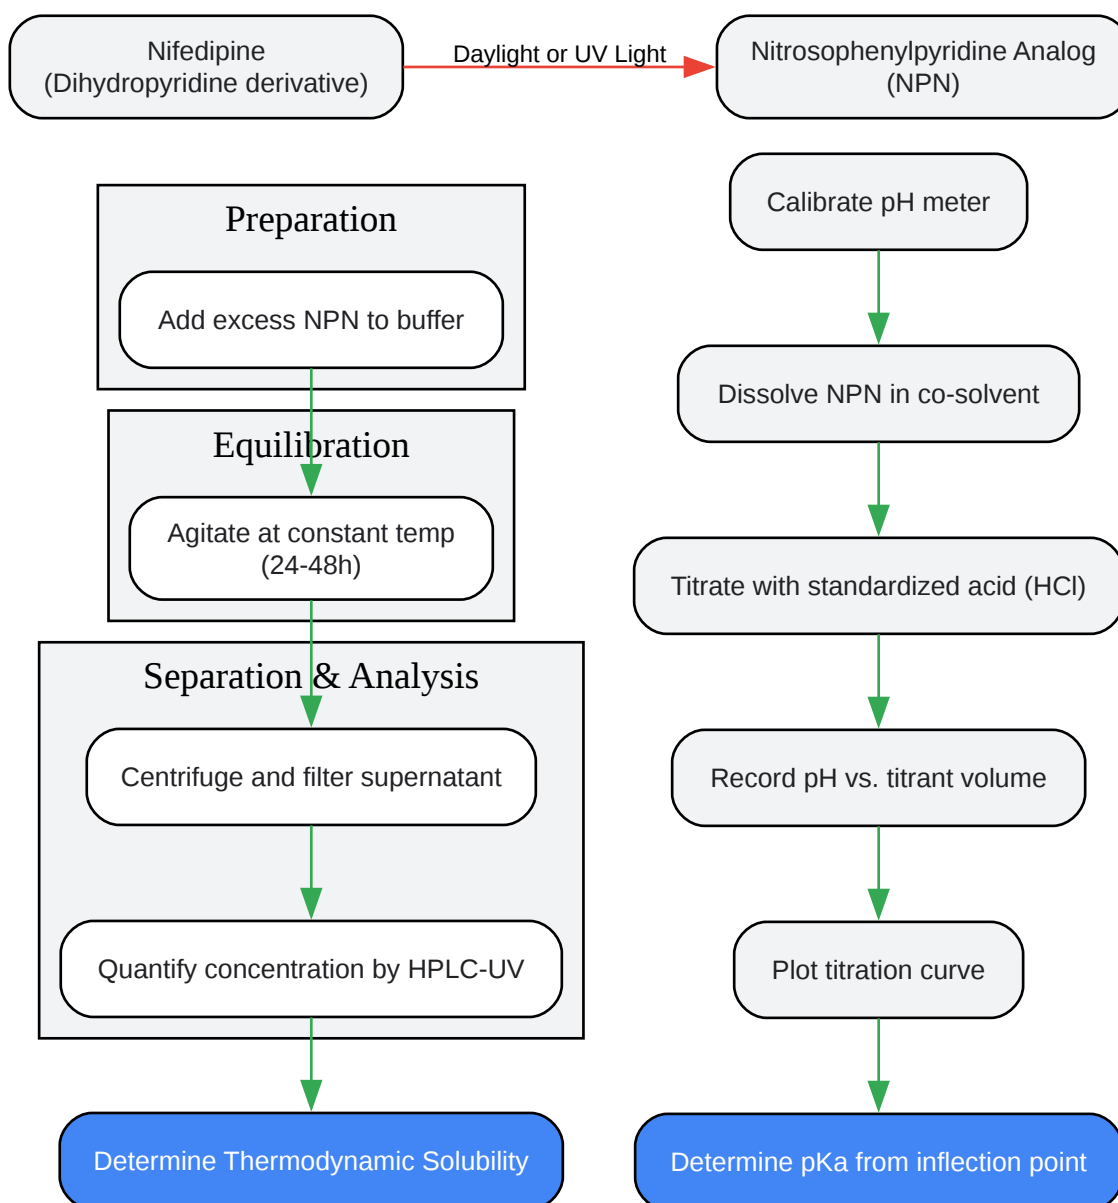 Nifedipine
(Dihydropyridine derivative)
Daylight or UV Light
Nitrosophenylpyridine Analog
(NPN)
Preparation
Add excess NPN to buffer
Equilibration
Agitate at constant temp
(24-48h)
Separation & Analysis
Centrifuge and filter supernatant
Quantify concentration by HPLC-UV
Determine Thermodynamic Solubility
Calibrate pH meter
Dissolve NPN in co-solvent
Titrate with standardized acid (HCl)
Record pH vs. titrant volume
Plot titration curve
Determine pKa from inflection point